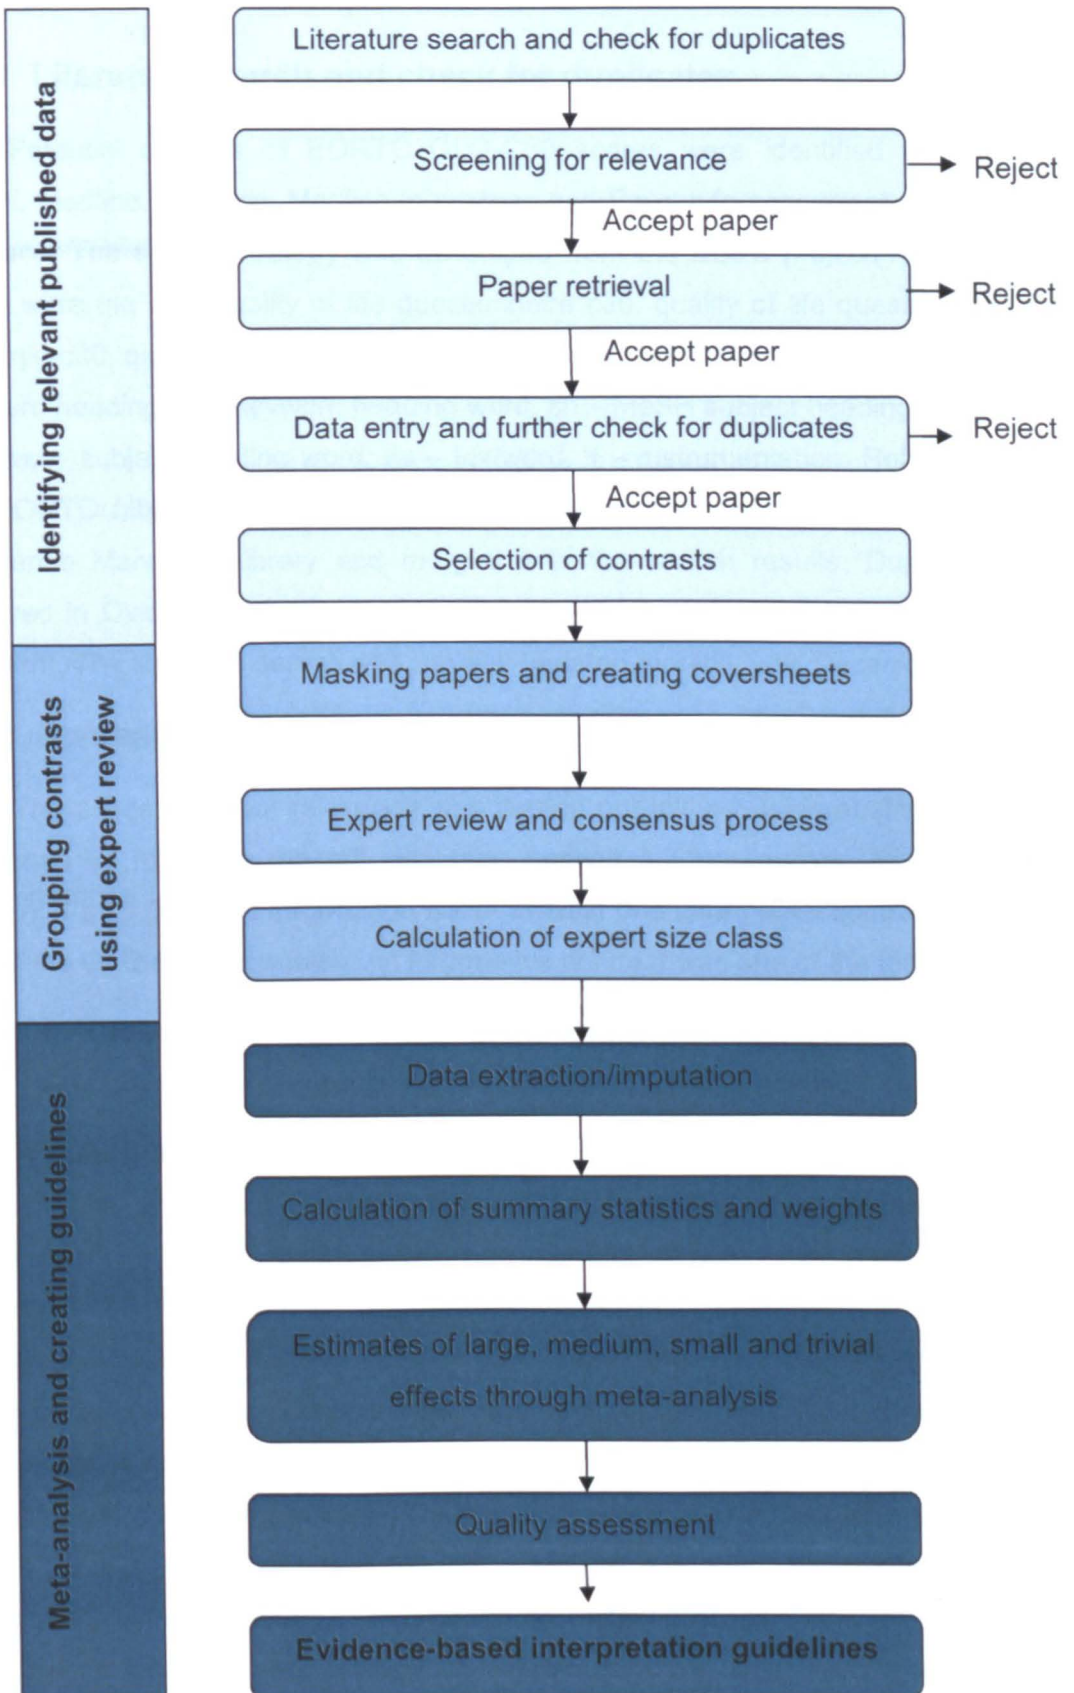 Literature search and check for duplicates
Screening for relevance
Reject
Accept paper
Paper retrieval
Reject
Accept paper
Data entry and further check for duplicates
Reject
Accept paper
Selection of contrasts
Identifying relevant published data
Masking papers and creating coversheets
Expert review and consensus process
Calculation of expert size class
Grouping contrasts
using expert review
Data extraction/imputation
Calculation of summary statistics and weights
Estimates of large, medium, small and trivial
effects through meta-analysis
Quality assessment
Evidence-based interpretation guidelines
Meta-analysis and creating guidelines